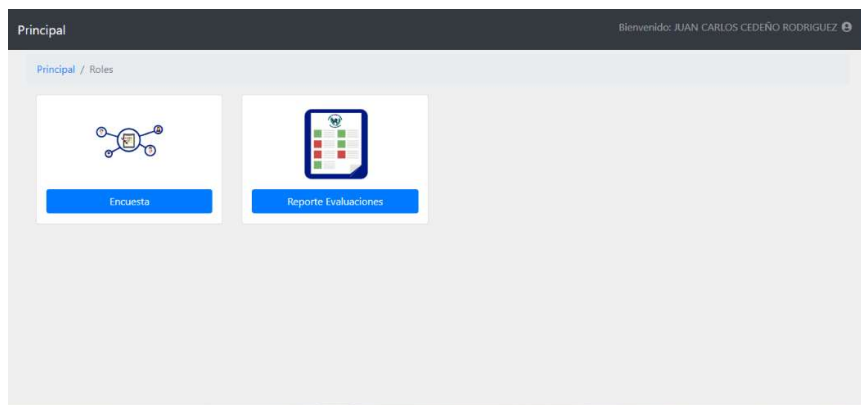 Principal
Bienvenido: JUAN CARLOS CEDEÑO RODRIGUEZ
Principal / Roles
Encuesta
Reporte Evaluaciones